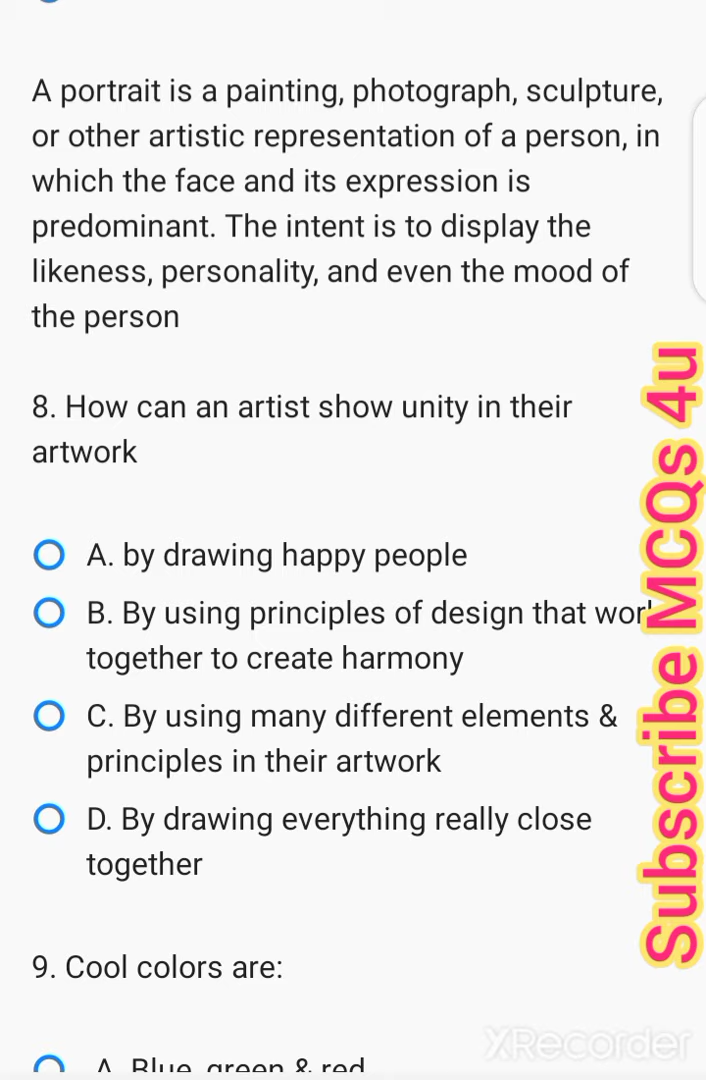 A portrait is a painting, photograph, sculpture,
or other artistic representation of a person, in
which the face and its expression is
predominant. The intent is to display the
likeness, personality, and even the mood of
the person
8. How can an artist show unity in their
artwork
A. by drawing happy people
B. By using principles of design that
together to create harmony
C. By using many different elements &
principles in their artwork
D. By drawing everything really close
together
9. Cool colors are:
A. Blue, green & red
Subscribe MCQs 4u
XRecorder